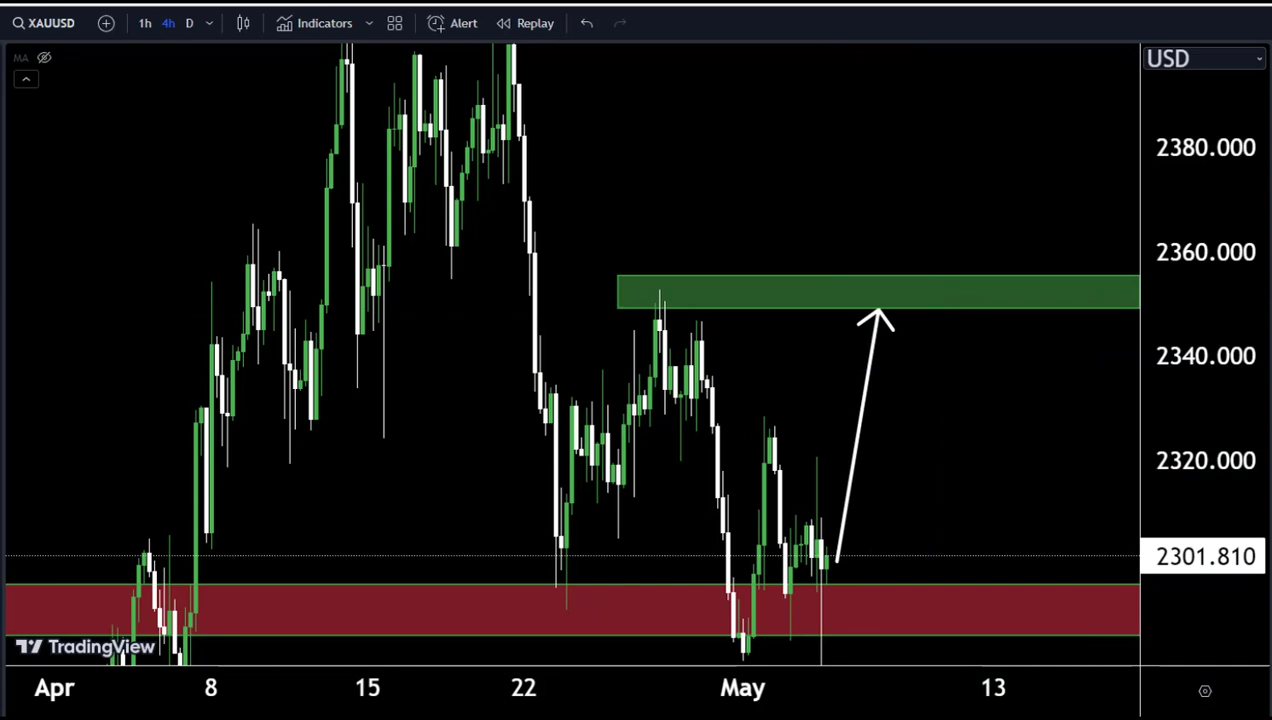 XAUUSD 1h 4h D Indicators Alert Replay
MA
USD
2380.000
2360.000
2340.000
2320.000
2301.810
TradingView
Apr 8 15 22 May 13